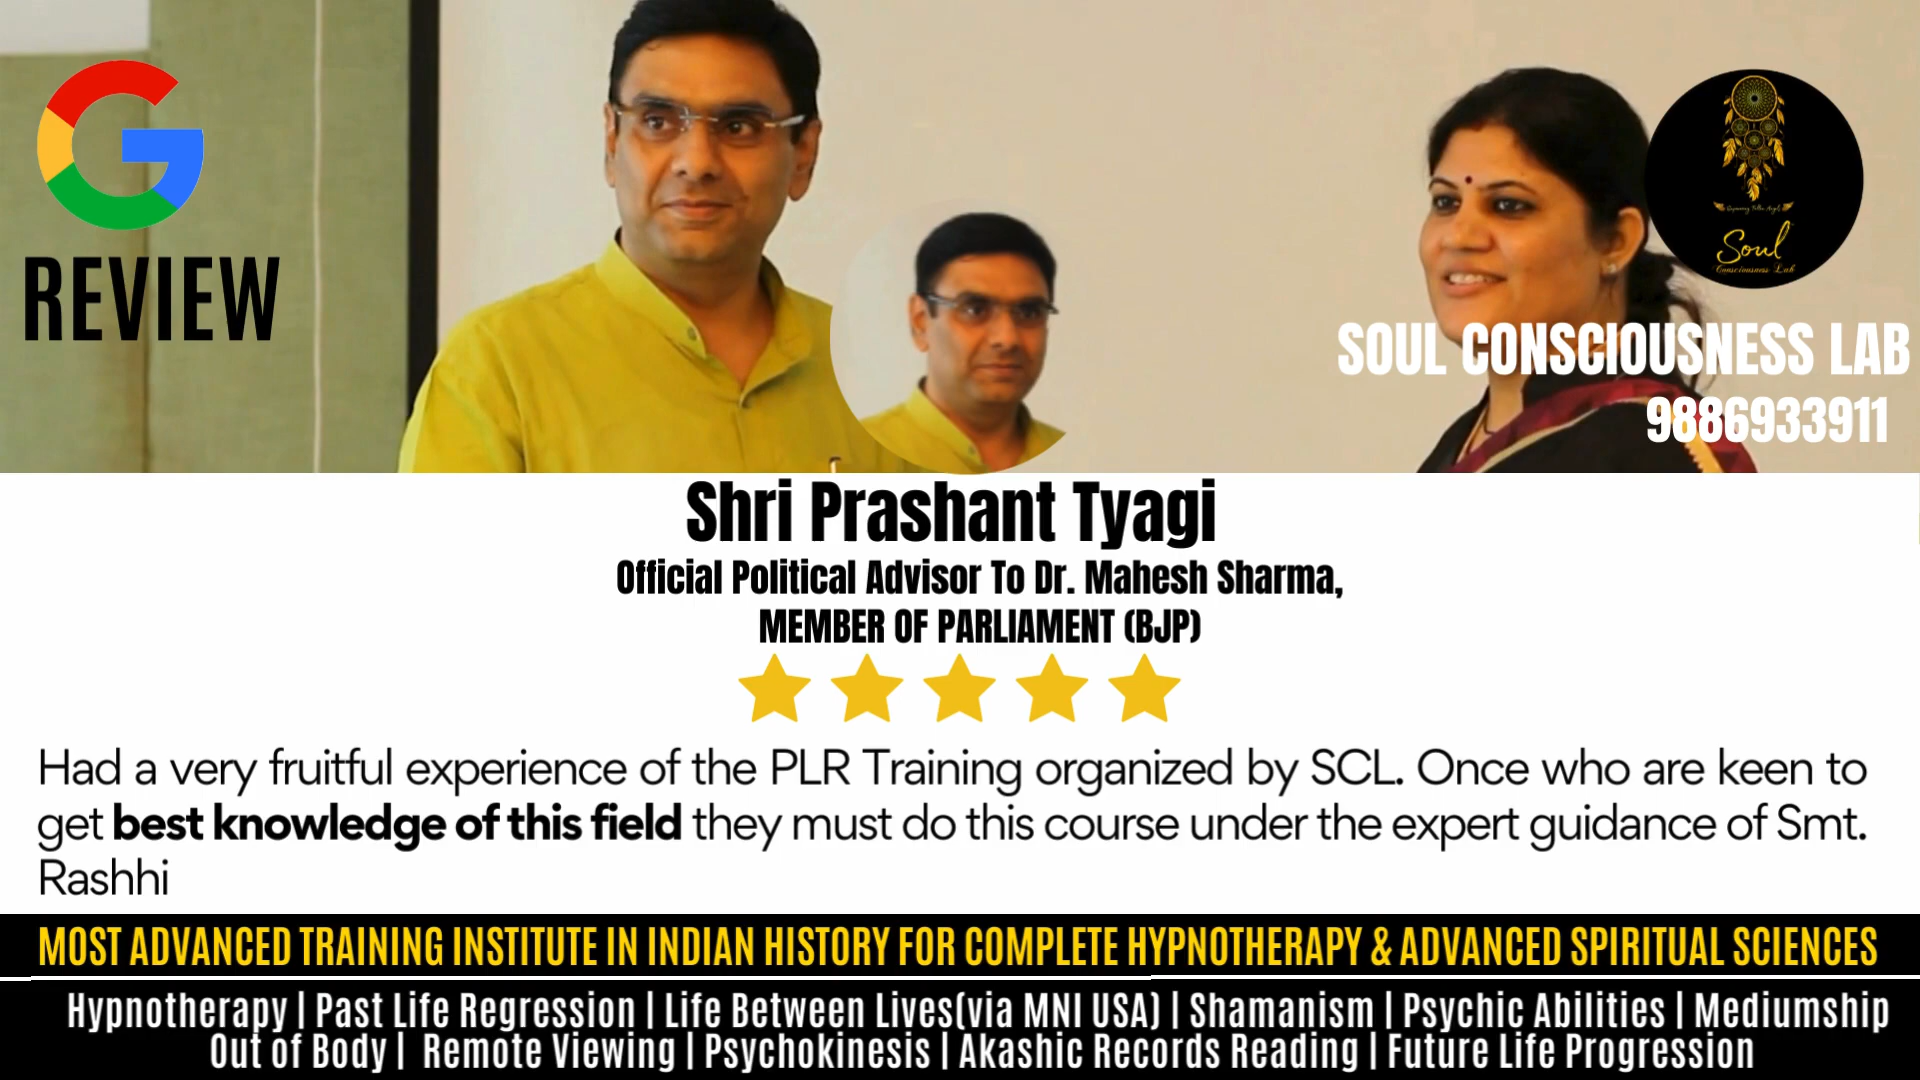 REVIEW
Soul
Consciousness Lab
SOUL CONSCIOUSNESS LAB
9886933911
Shri Prashant Tyagi
Official Political Advisor To Dr. Mahesh Sharma,
MEMBER OF PARLIAMENT (BJP)
Had a very fruitful experience of the PLR Training organized by SCL. Once who are keen to
get best knowledge of this field they must do this course under the expert guidance of Smt.
Rashhi
MOST ADVANCED TRAINING INSTITUTE IN INDIAN HISTORY FOR COMPLETE HYPNOTHERAPY & ADVANCED SPIRITUAL SCIENCES
Hypnotherapy | Past Life Regression | Life Between Lives(via MNI USA) | Shamanism | Psychic Abilities | Mediumship
Out of Body | Remote Viewing | Psychokinesis | Akashic Records Reading | Future Life Progression